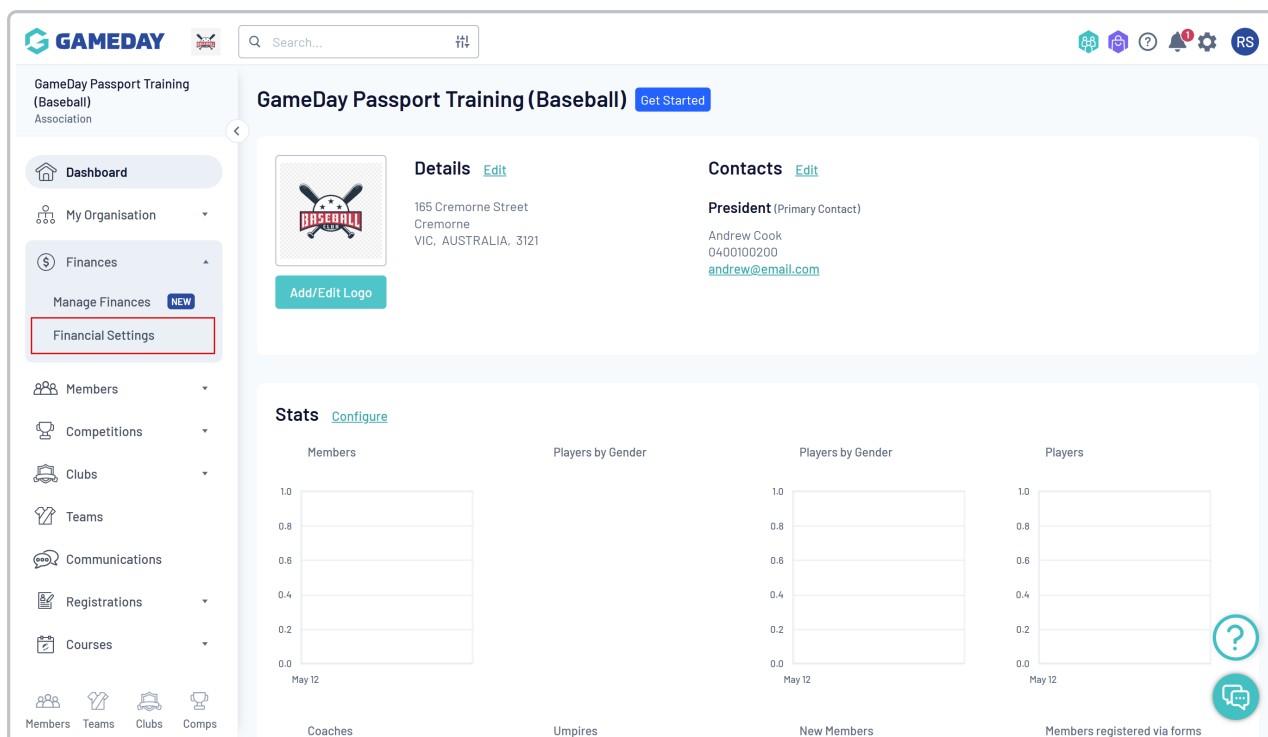 GAMEDAY
Search...
1
RS
GameDay Passport Training
(Baseball)
Association
Dashboard
My Organisation
Finances
Manage Finances NEW
Financial Settings
Members
Competitions
Clubs
Teams
Communications
Registrations
Courses
Members Teams Clubs Comps
GameDay Passport Training (Baseball) Get Started
BASEBALL
CLUB
Add/Edit Logo
Details Edit
165 Cremorne Street
Cremorne
VIC, AUSTRALIA, 3121
Contacts Edit
President (Primary Contact)
Andrew Cook
0400100200
andrew@email.com
Stats Configure
Members
1.0
0.8
0.6
0.4
0.2
0.0
May 12
Players by Gender
Players by Gender
1.0
0.8
0.6
0.4
0.2
0.0
May 12
Players
1.0
0.8
0.6
0.4
0.2
0.0
May 12
Coaches
Umpires
New Members
Members registered via forms